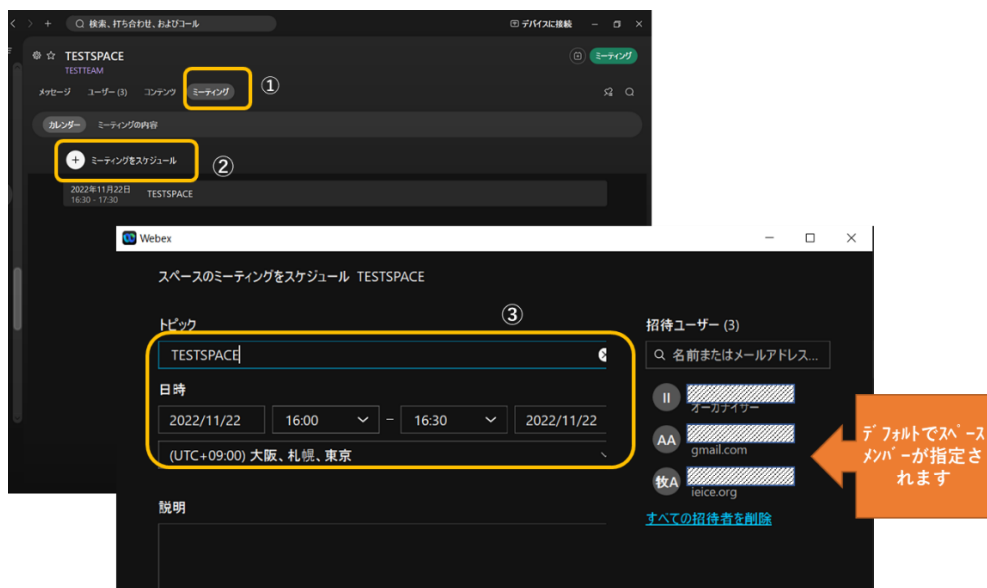 検索、打ち合わせ、およびコール
デバイスに接続
TESTSPACE
TESTTEAM
ミーティング
メッセージ ユーザー (3) コンテンツ ミーティング ①
カレンダー ミーティングの内容
ミーティングをスケジュール ②
2022年11月22日
16:30 - 17:30 TESTSPACE
Webex
スペースのミーティングをスケジュール TESTSPACE
③
トピック
TESTSPACE
日時
2022/11/22 16:00 - 16:30 2022/11/22
(UTC+09:00) 大阪、札幌、東京
説明
招待ユーザー (3)
名前またはメールアドレス...
II
オーガナイザー
AA
gmail.com
牧A
ieice.org
すべての招待者を削除
デフォルトでスペース
メンバーが指定さ
れます